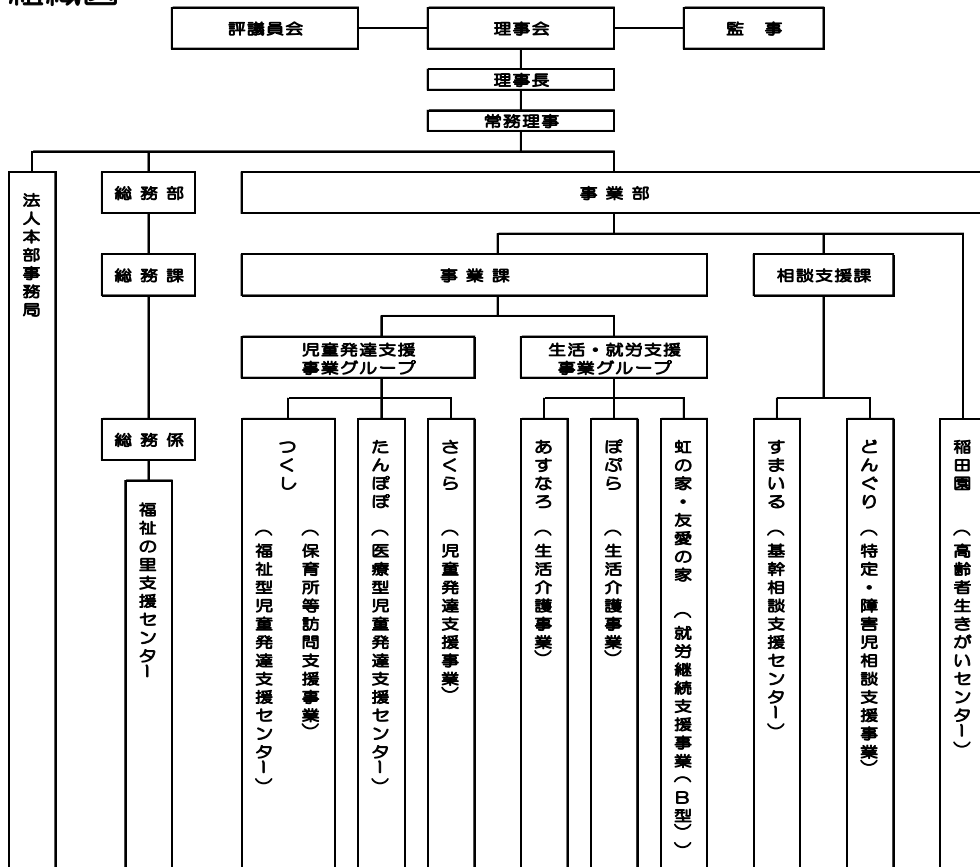 組織図
評議員会
理事会
監 事
理事長
常務理事
法人本部事務局
総務部
事業部
総務課
事業課
相談支援課
児童発達支援
事業グループ
生活・就労支援
事業グループ
総務係
福祉の里支援センター
つくし
(保育所等訪問支援事業)
(福祉型児童発達支援センター)
たんぽぽ (医療型児童発達支援センター)
さくら (児童発達支援事業)
あすなろ (生活介護事業)
ぽぷら (生活介護事業)
虹の家・友愛の家 (就労継続支援事業(B型))
すまいる (基幹相談支援センター)
どんぐり (特定・障害児相談支援事業)
稲田園 (高齢者生きがいセンター)